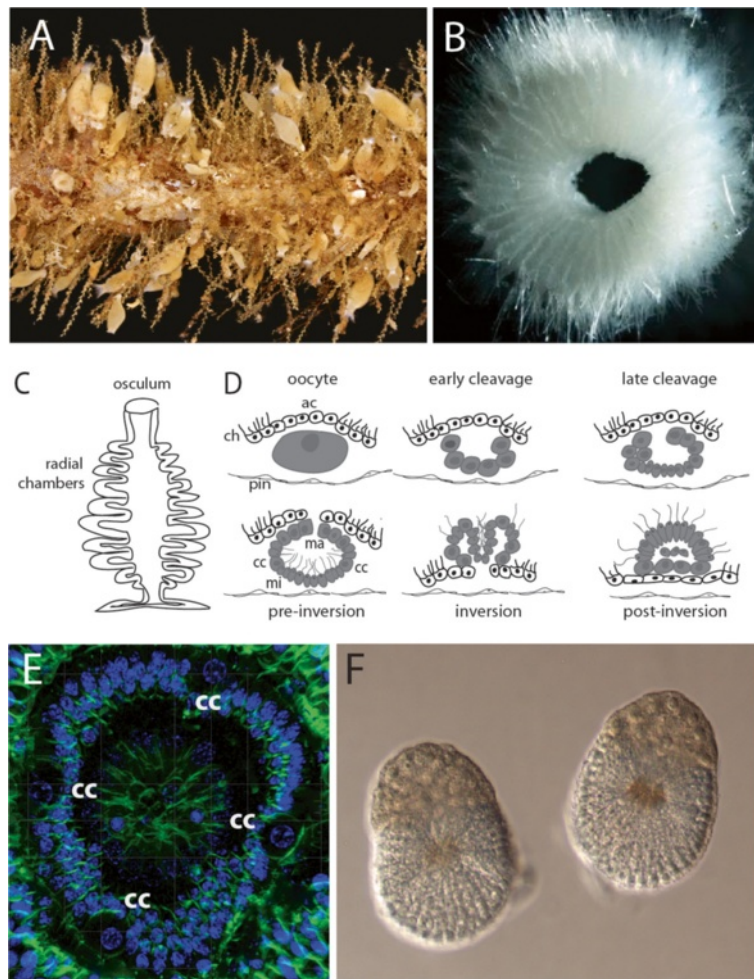 A
B
C
osculum
radial
chambers
D
oocyte
early cleavage
late cleavage
ac
ch
pin
ma
cc
cc
mi
pre-inversion
inversion
post-inversion
E
cc
cc
cc
cc
F